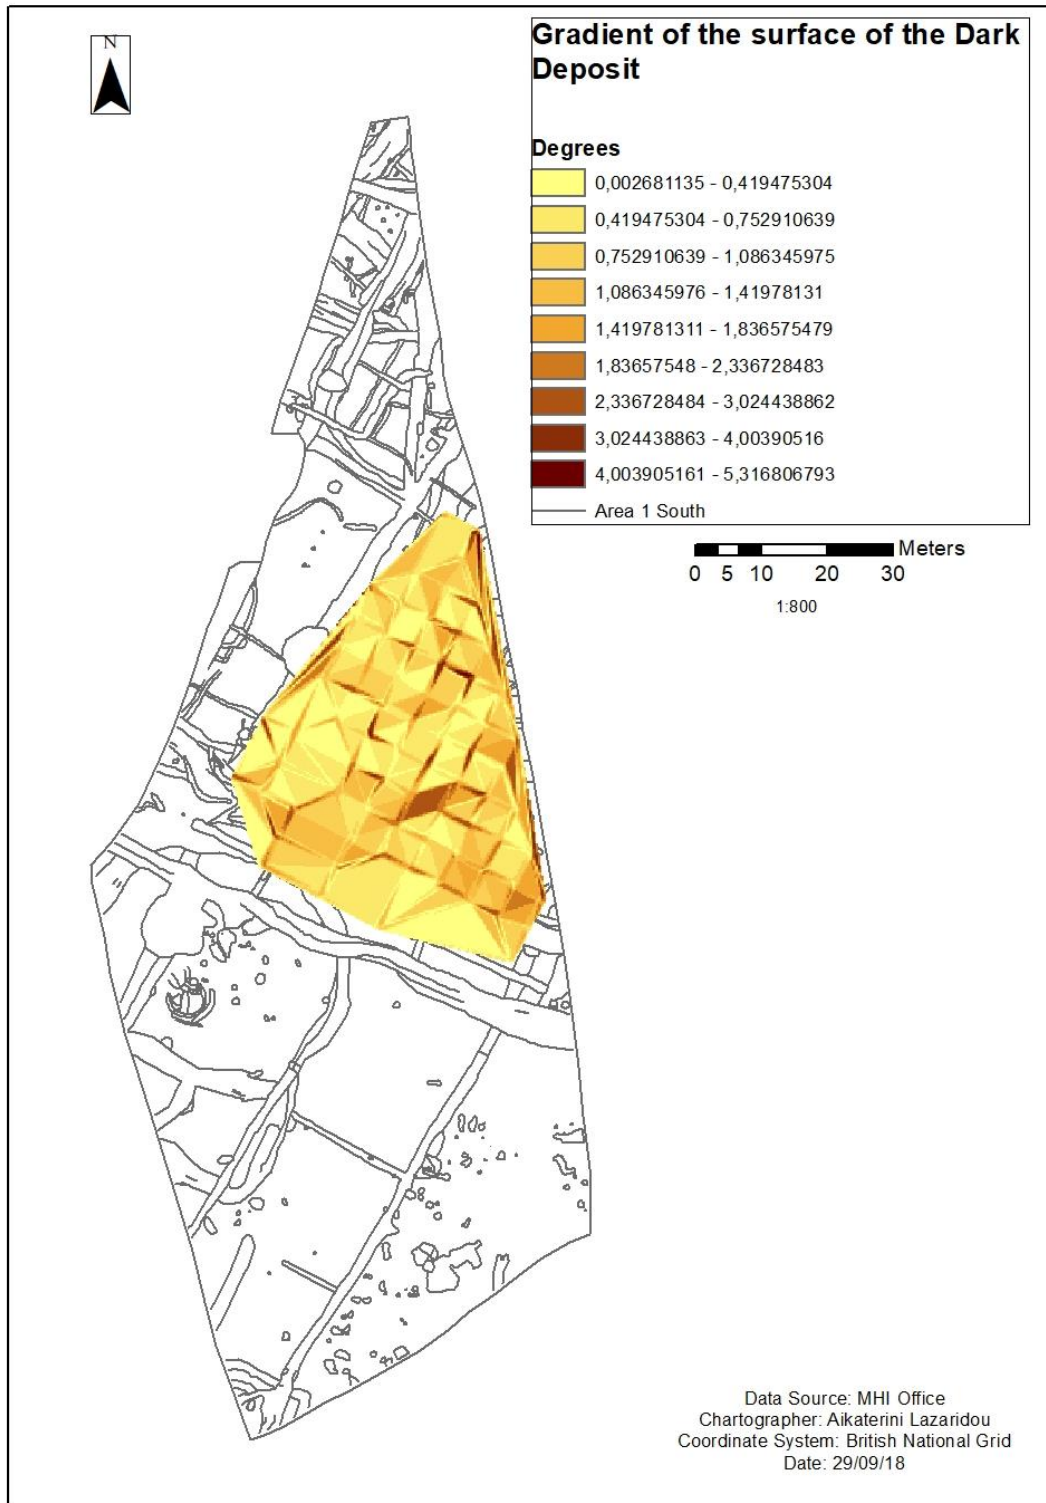 N
Gradient of the surface of the Dark
Deposit
Degrees
0,002681135 - 0,419475304
0,419475304 - 0,752910639
0,752910639 - 1,086345975
1,086345976 - 1,41978131
1,419781311 - 1,836575479
1,83657548 - 2,336728483
2,336728484 - 3,024438862
3,024438863 - 4,00390516
4,003905161 - 5,316806793
Area 1 South
Meters
0 5 10 20 30
1:800
Data Source: MHI Office
Chartographer: Aikaterini Lazaridou
Coordinate System: British National Grid
Date: 29/09/18